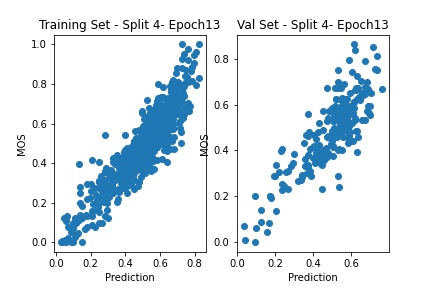 Training Set - Split 4- Epoch13
Val Set - Split 4- Epoch13
1.0
0.8
0.6
0.4
0.2
0.0
MOS
0.0 0.2 0.4 0.6 0.8
Prediction
0.8
0.6
0.4
0.2
0.0
MOS
0.0 0.2 0.4 0.6
Prediction